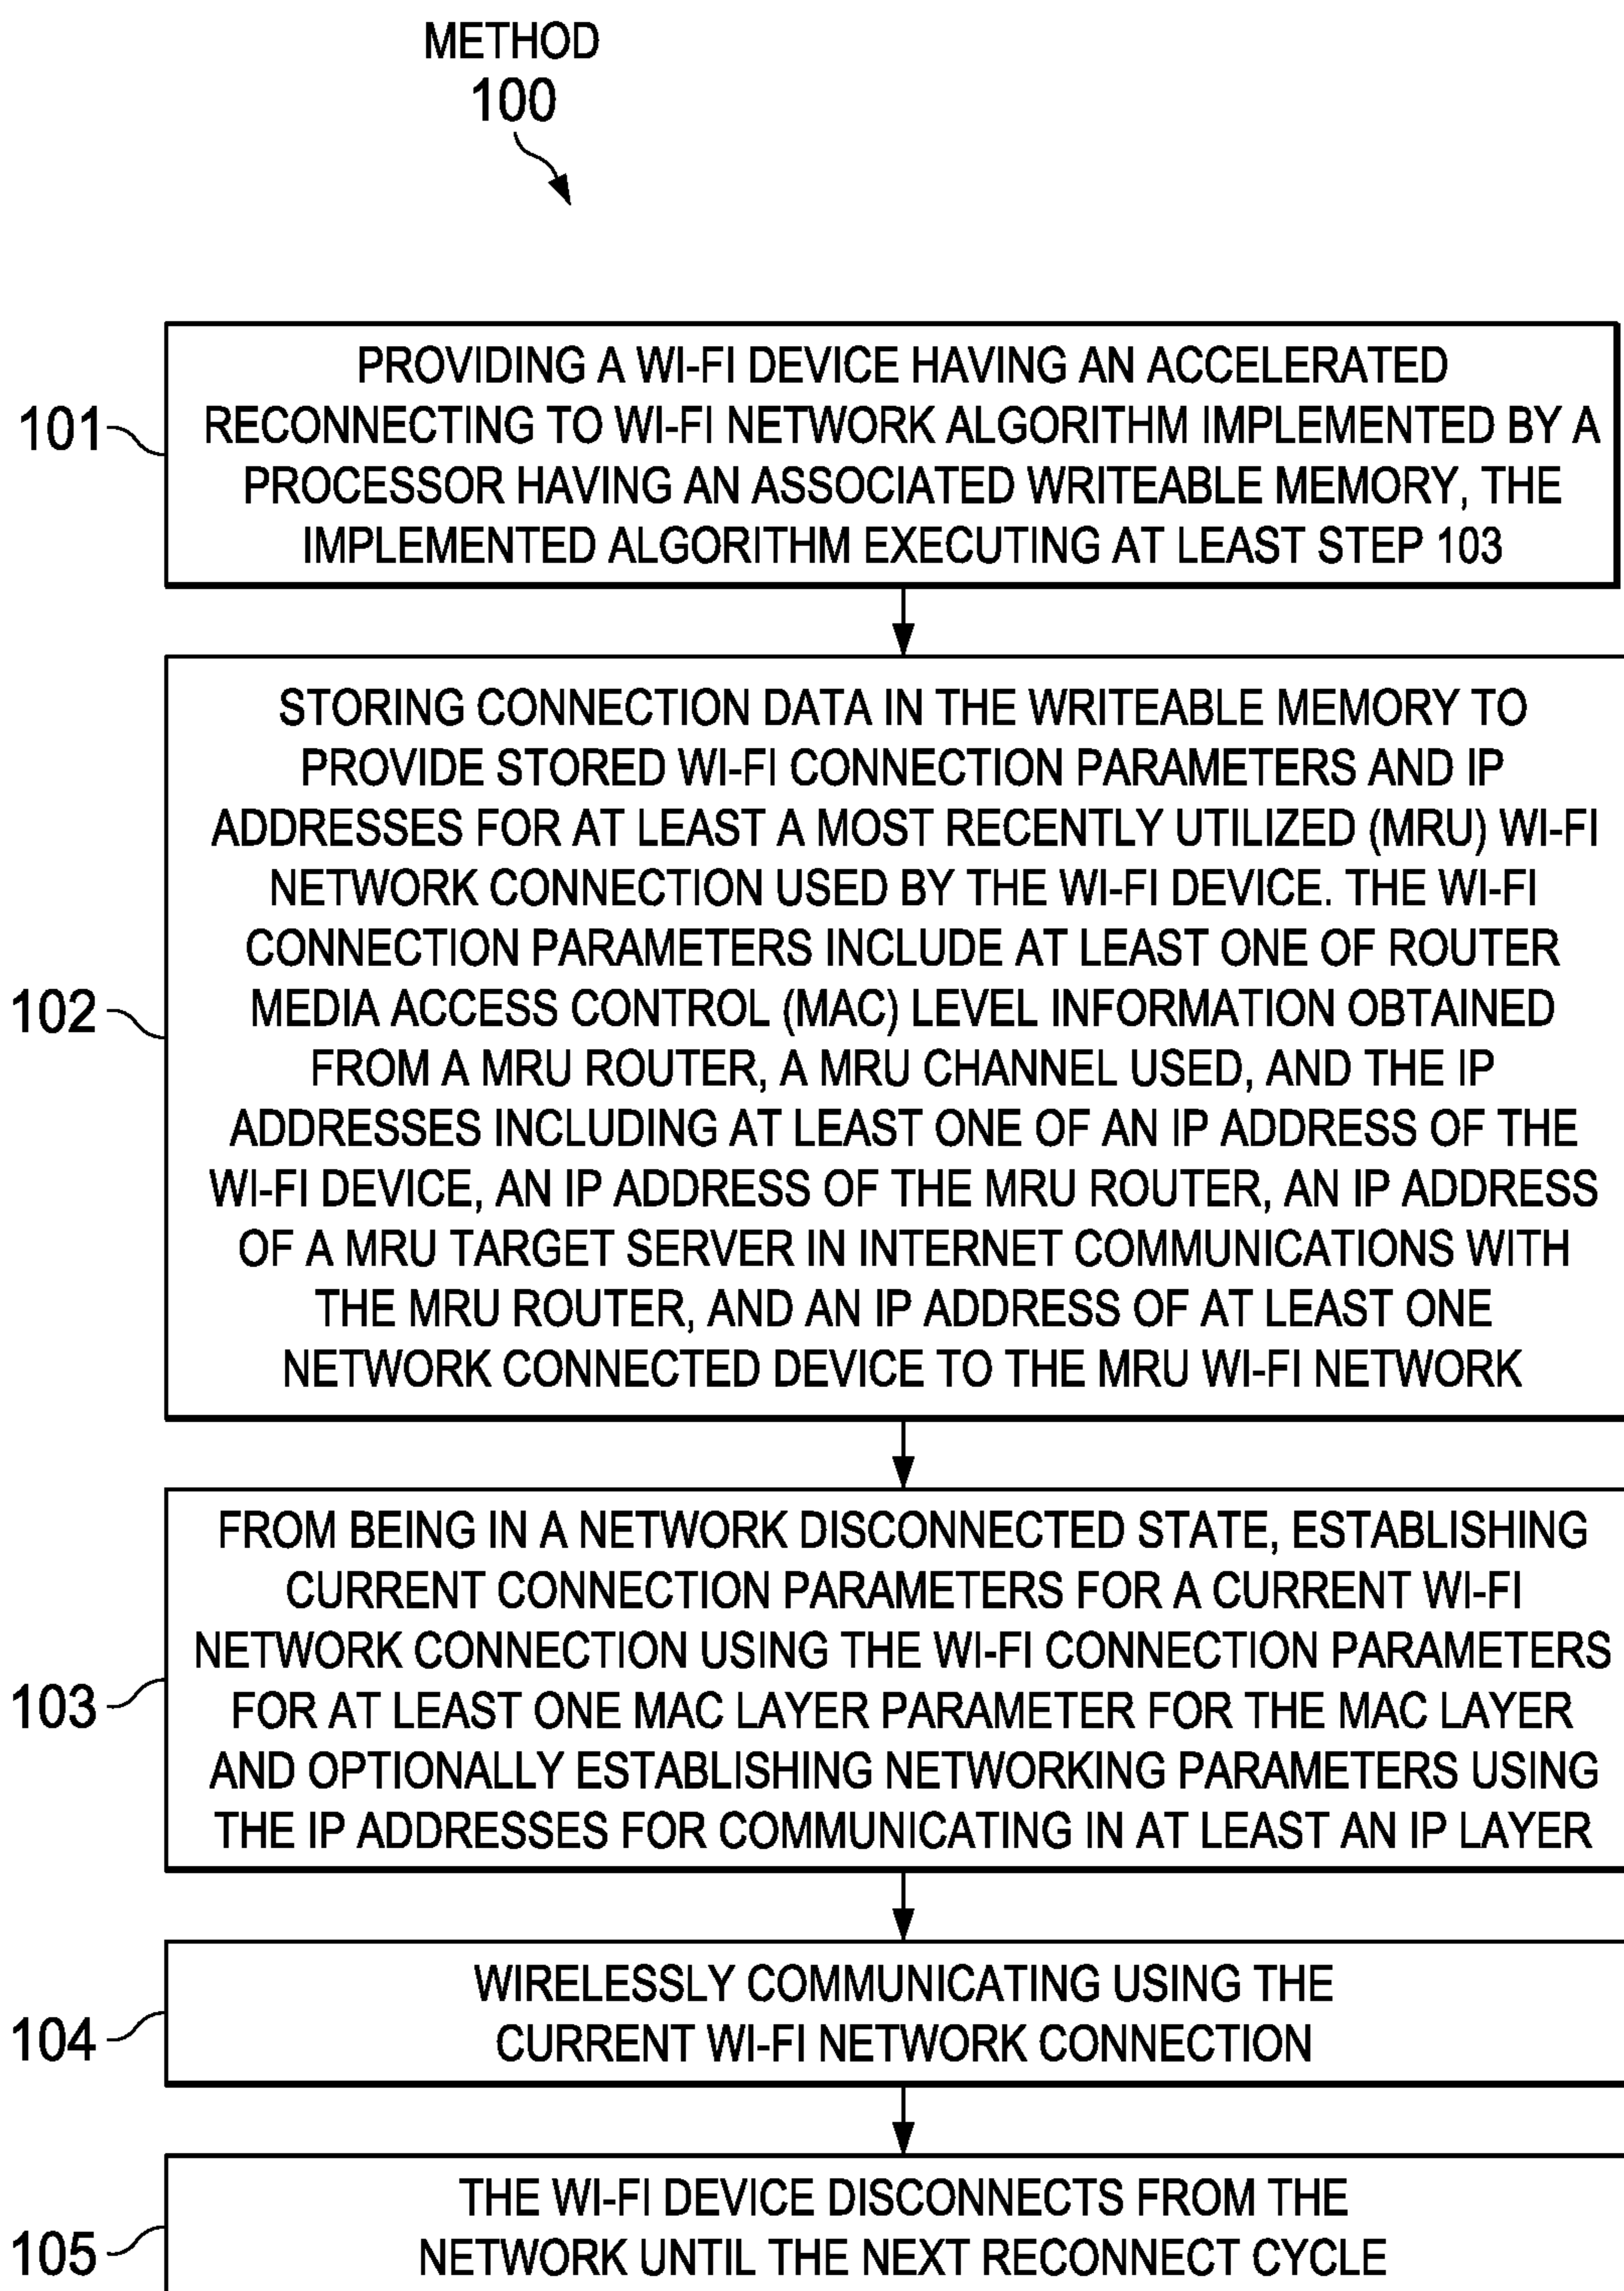 METHOD
100
101
PROVIDING A WI-FI DEVICE HAVING AN ACCELERATED
RECONNECTING TO WI-FI NETWORK ALGORITHM IMPLEMENTED BY A
PROCESSOR HAVING AN ASSOCIATED WRITEABLE MEMORY, THE
IMPLEMENTED ALGORITHM EXECUTING AT LEAST STEP 103
102
STORING CONNECTION DATA IN THE WRITEABLE MEMORY TO
PROVIDE STORED WI-FI CONNECTION PARAMETERS AND IP
ADDRESSES FOR AT LEAST A MOST RECENTLY UTILIZED (MRU) WI-FI
NETWORK CONNECTION USED BY THE WI-FI DEVICE. THE WI-FI
CONNECTION PARAMETERS INCLUDE AT LEAST ONE OF ROUTER
MEDIA ACCESS CONTROL (MAC) LEVEL INFORMATION OBTAINED
FROM A MRU ROUTER, A MRU CHANNEL USED, AND THE IP
ADDRESSES INCLUDING AT LEAST ONE OF AN IP ADDRESS OF THE
WI-FI DEVICE, AN IP ADDRESS OF THE MRU ROUTER, AN IP ADDRESS
OF A MRU TARGET SERVER IN INTERNET COMMUNICATIONS WITH
THE MRU ROUTER, AND AN IP ADDRESS OF AT LEAST ONE
NETWORK CONNECTED DEVICE TO THE MRU WI-FI NETWORK
103
FROM BEING IN A NETWORK DISCONNECTED STATE, ESTABLISHING
CURRENT CONNECTION PARAMETERS FOR A CURRENT WI-FI
NETWORK CONNECTION USING THE WI-FI CONNECTION PARAMETERS
FOR AT LEAST ONE MAC LAYER PARAMETER FOR THE MAC LAYER
AND OPTIONALLY ESTABLISHING NETWORKING PARAMETERS USING
THE IP ADDRESSES FOR COMMUNICATING IN AT LEAST AN IP LAYER
104
WIRELESSLY COMMUNICATING USING THE
CURRENT WI-FI NETWORK CONNECTION
105
THE WI-FI DEVICE DISCONNECTS FROM THE
NETWORK UNTIL THE NEXT RECONNECT CYCLE